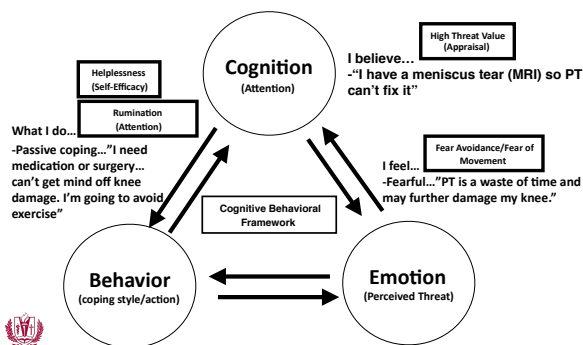 High Threat Value
(Appraisal)
Cognition
(Attention)
I believe...
-“I have a meniscus tear (MRI) so PT
can’t fix it”
Helplessness
(Self-Efficacy)
Rumination
(Attention)
What I do...
-Passive coping...”I need
medication or surgery...
can’t get mind off knee
damage. I’m going to avoid
exercise”
Fear Avoidance/Fear of
Movement
I feel...
-Fearful...”PT is a waste of time and
may further damage my knee.”
Cognitive Behavioral
Framework
Behavior
(coping style/action)
Emotion
(Perceived Threat)